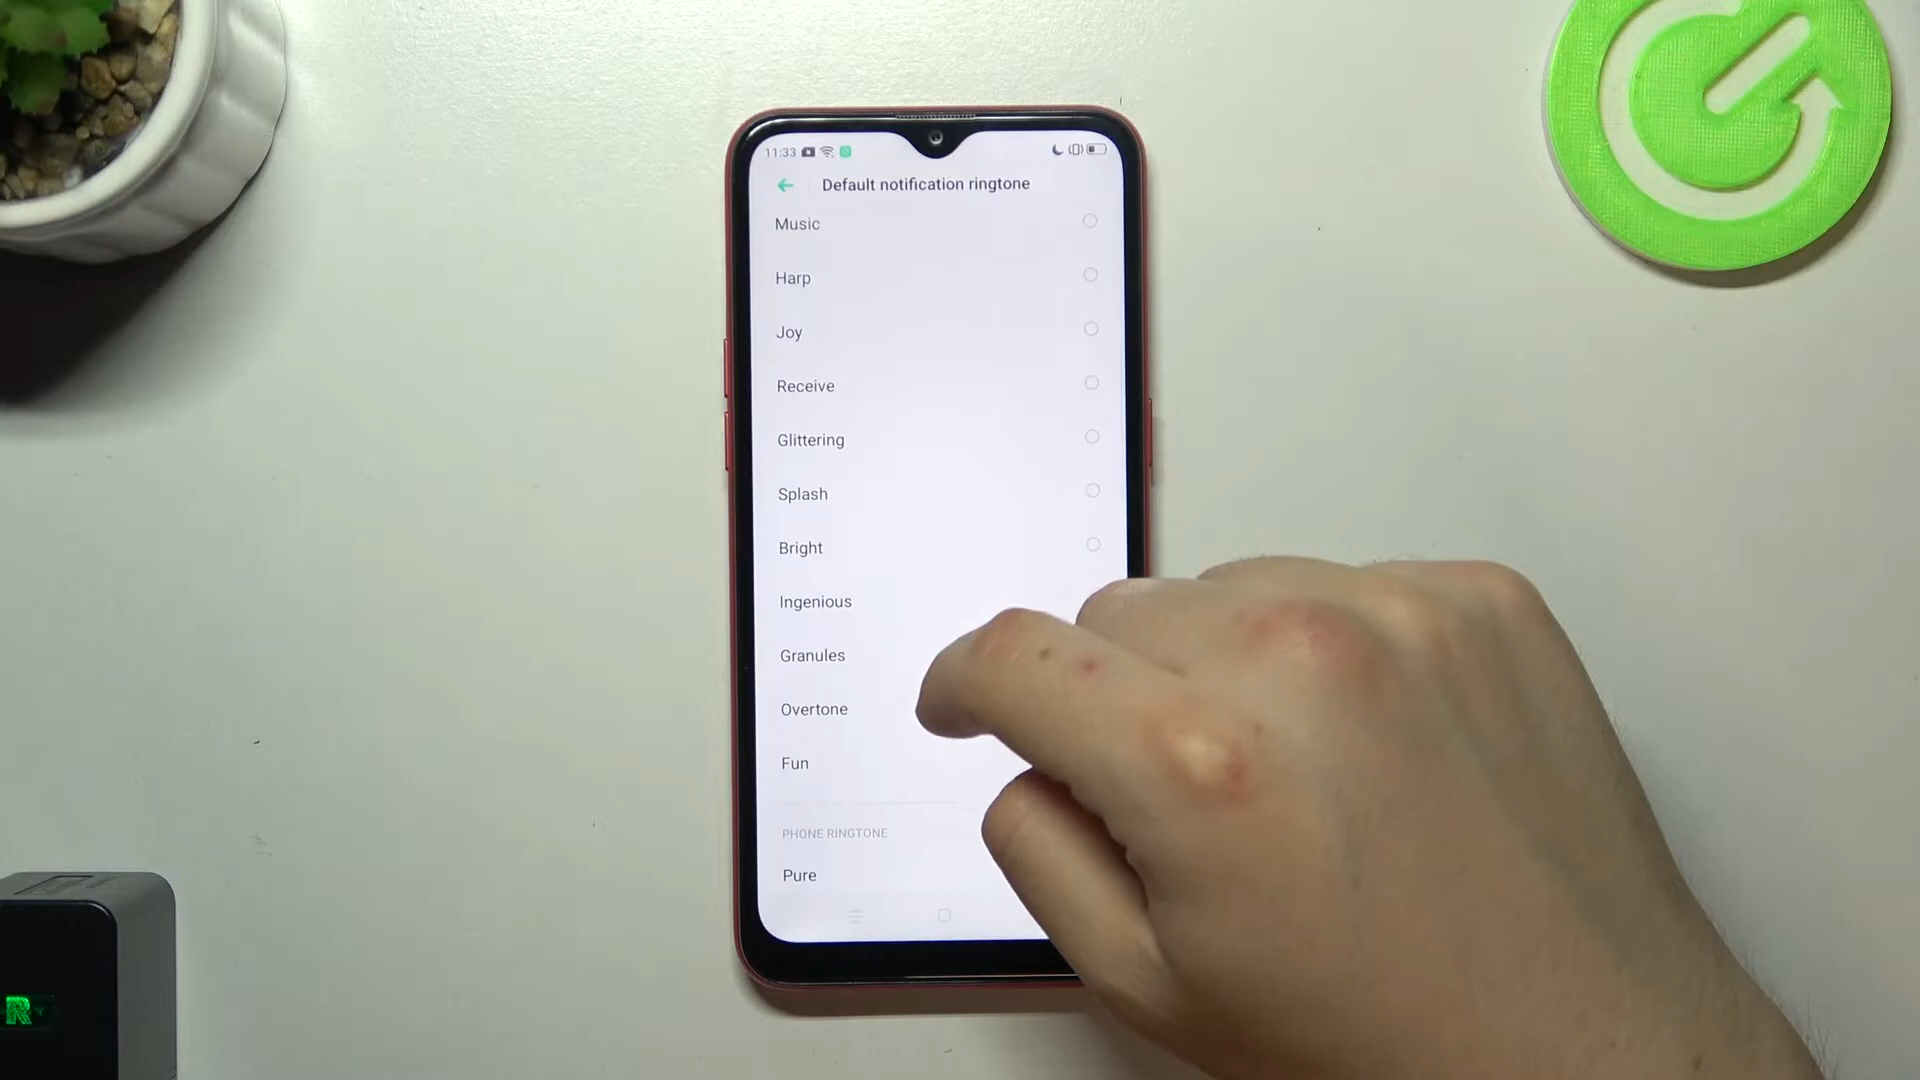 11:33
Default notification ringtone
Music
Harp
Joy
Receive
Glittering
Splash
Bright
Ingenious
Granules
Overtone
Fun
PHONE RINGTONE
Pure
R